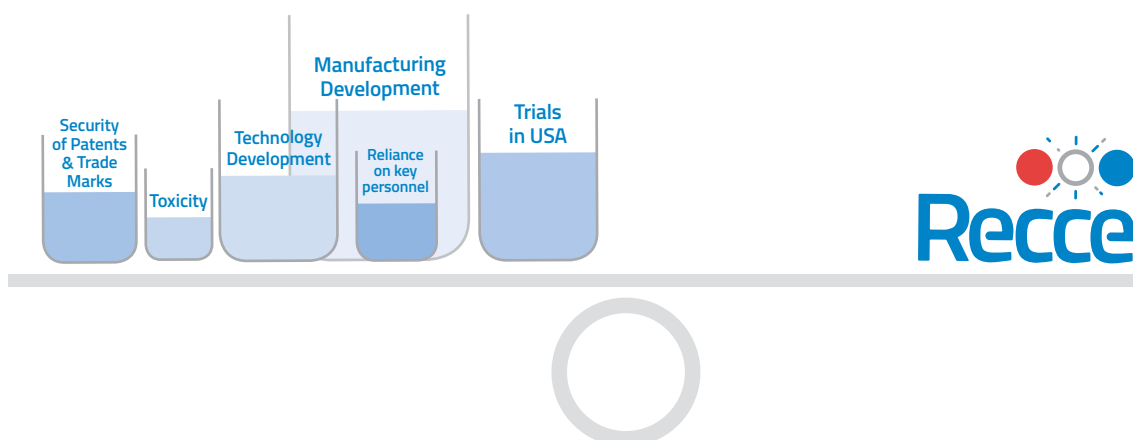 Security
of Patents
& Trade
Marks
Toxicity
Technology
Development
Manufacturing
Development
Reliance
on key
personnel
Trials
in USA
Recce